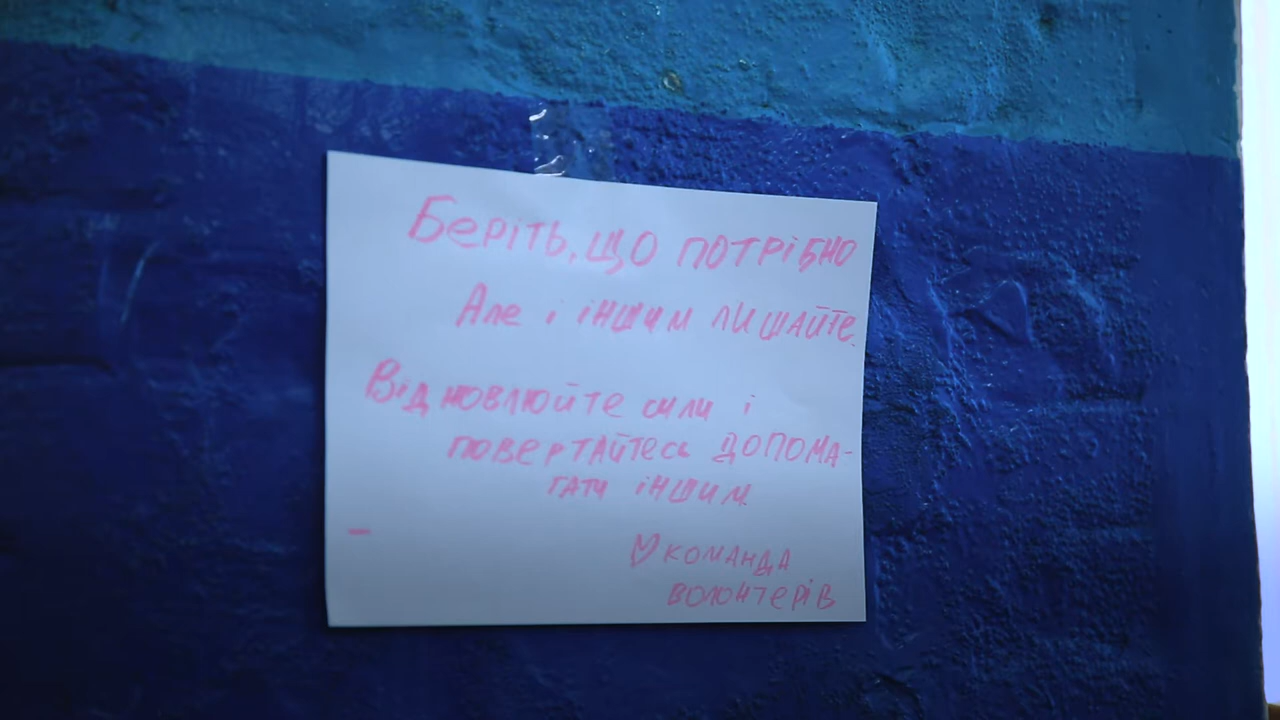 Беріть, що потрібно
Але і іншим лишайте.
Відновлюйте сили і
повертайтесь допома-
гати іншим
♡ команда
волонтерів